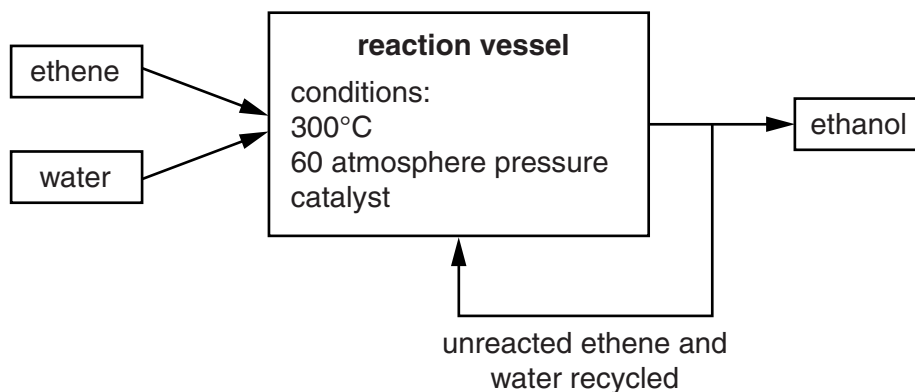 ethene
water
reaction vessel
conditions:
300°C
60 atmosphere pressure
catalyst
ethanol
unreacted ethene and
water recycled